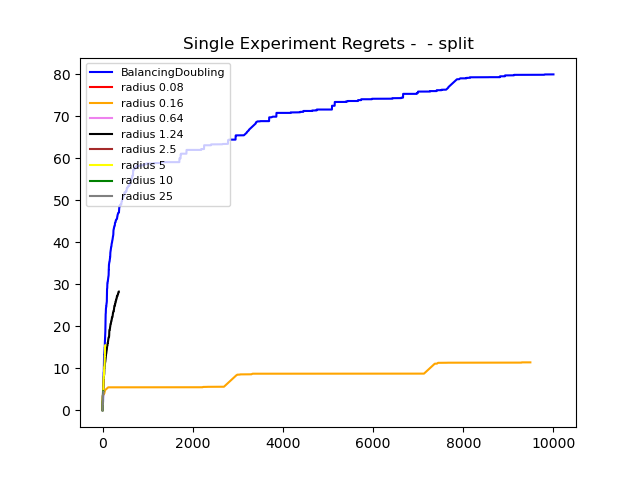 Single Experiment Regrets -  - split
BalancingDoubling
radius 0.08
radius 0.16
radius 0.64
radius 1.24
radius 2.5
radius 5
radius 10
radius 25
80
70
60
50
40
30
20
10
0
0 2000 4000 6000 8000 10000